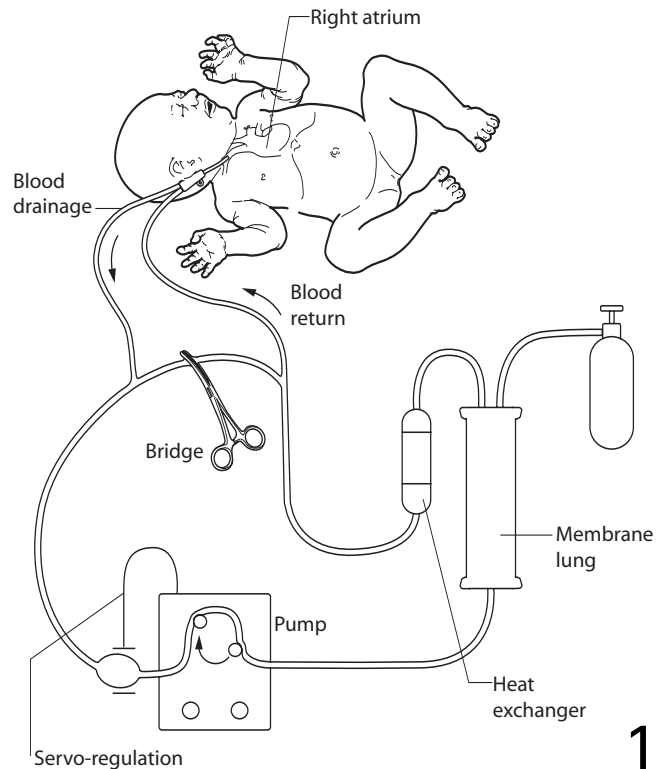 Right atrium
Blood
drainage
Blood
return
Bridge
Membrane
lung
Pump
Heat
exchanger
Servo-regulation
1